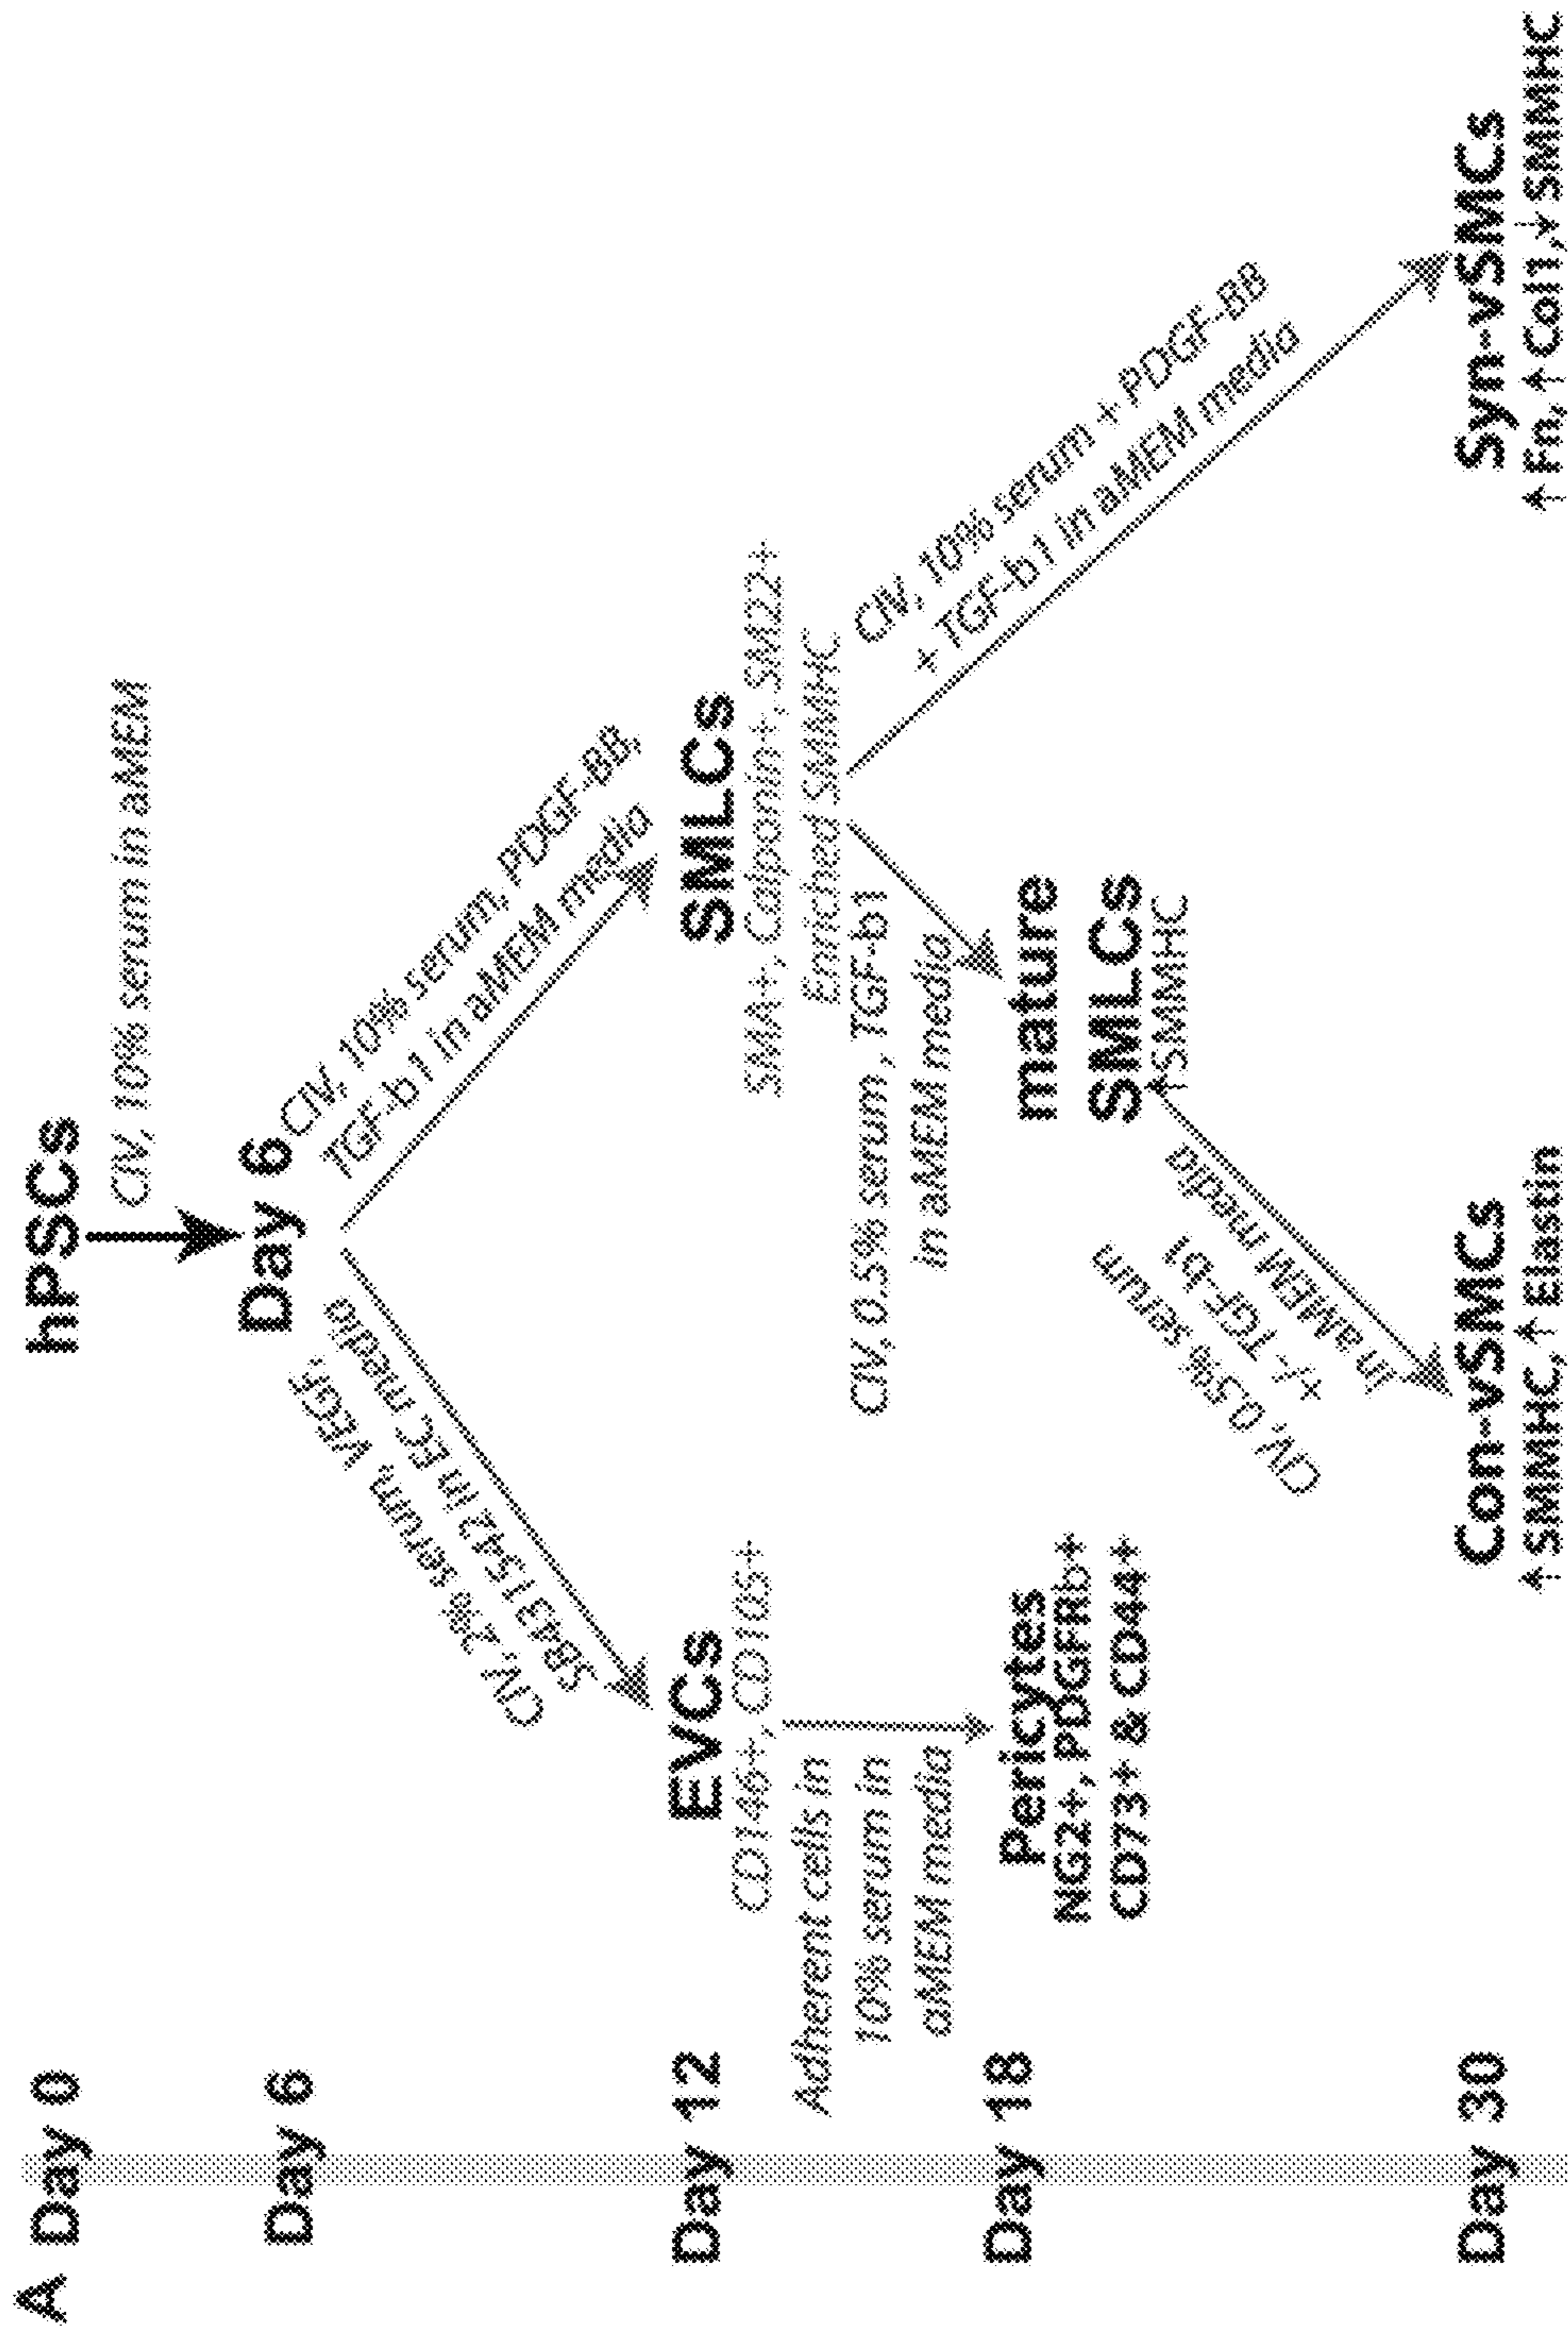 A
Day 0
hPSCs
CIV, 10% serum in aMEM
Day 6
Day 6
CIV, 2% serum, VEGF,
SB431542 in EC media
CIV, 10% serum, PDGF-BB,
TGF-b1 in aMEM media
Day 12
EVCs
CD146+, CD105+
SMLCs
SMA+, Calponin+, SM22+
Enriched SMMHC
Adherent cells in
10% serum in
aMEM media
CIV, 0.5% serum, TGF-b1
in aMEM media
CIV, 10% serum + PDGF-BB
+ TGF-b1 in aMEM media
Day 18
Pericytes
NG2+, PDGFRb+
CD73+ & CD44+
mature
SMLCs
↑SMMHC
CIV, 0.5% serum
+/- TGF-b1
in aMEM media
Day 30
Con-vSMCs
↑ SMMHC, ↑ Elastin
Syn-vSMCs
↑ Fn, ↑ Col1, ↓ SMMHC